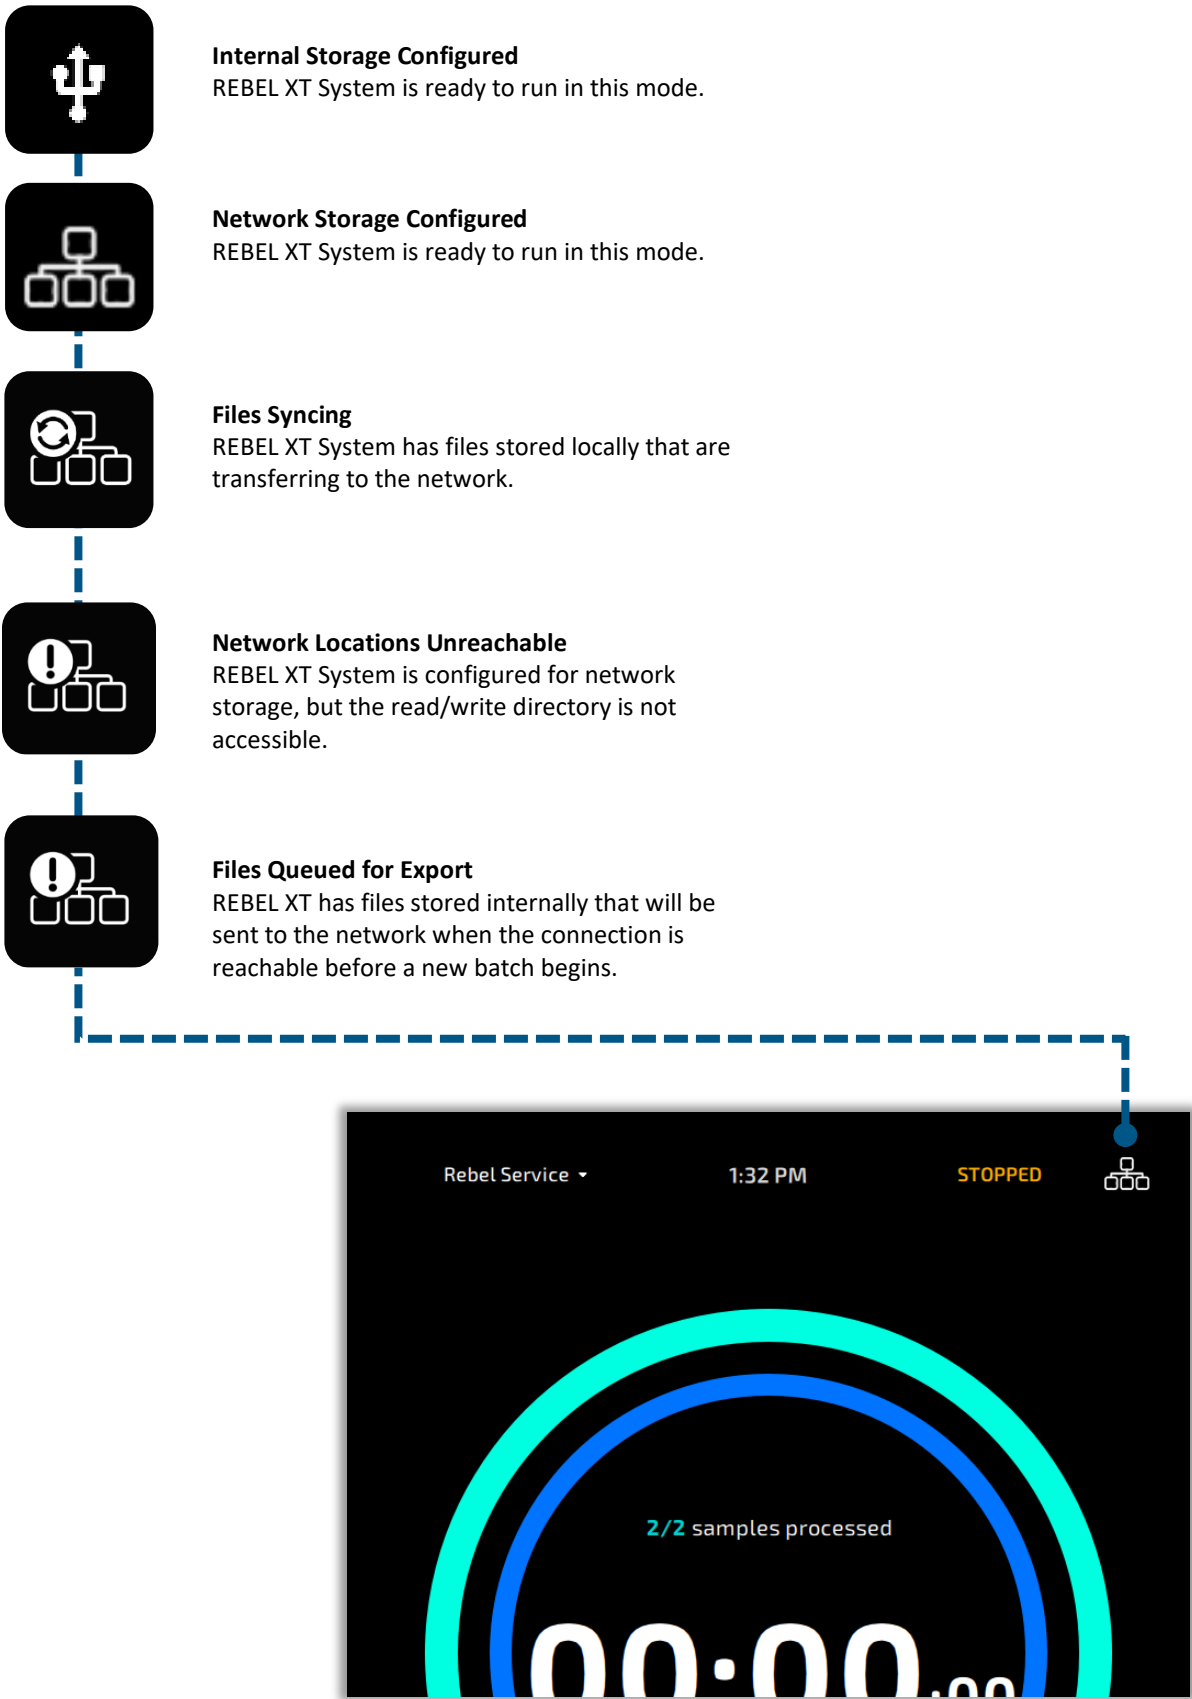 Internal Storage Configured
REBEL XT System is ready to run in this mode.
Network Storage Configured
REBEL XT System is ready to run in this mode.
Files Syncing
REBEL XT System has files stored locally that are
transferring to the network.
Network Locations Unreachable
REBEL XT System is configured for network
storage, but the read/write directory is not
accessible.
Files Queued for Export
REBEL XT has files stored internally that will be
sent to the network when the connection is
reachable before a new batch begins.
Rebel Service
1:32 PM
STOPPED
2/2 samples processed
00:00:00